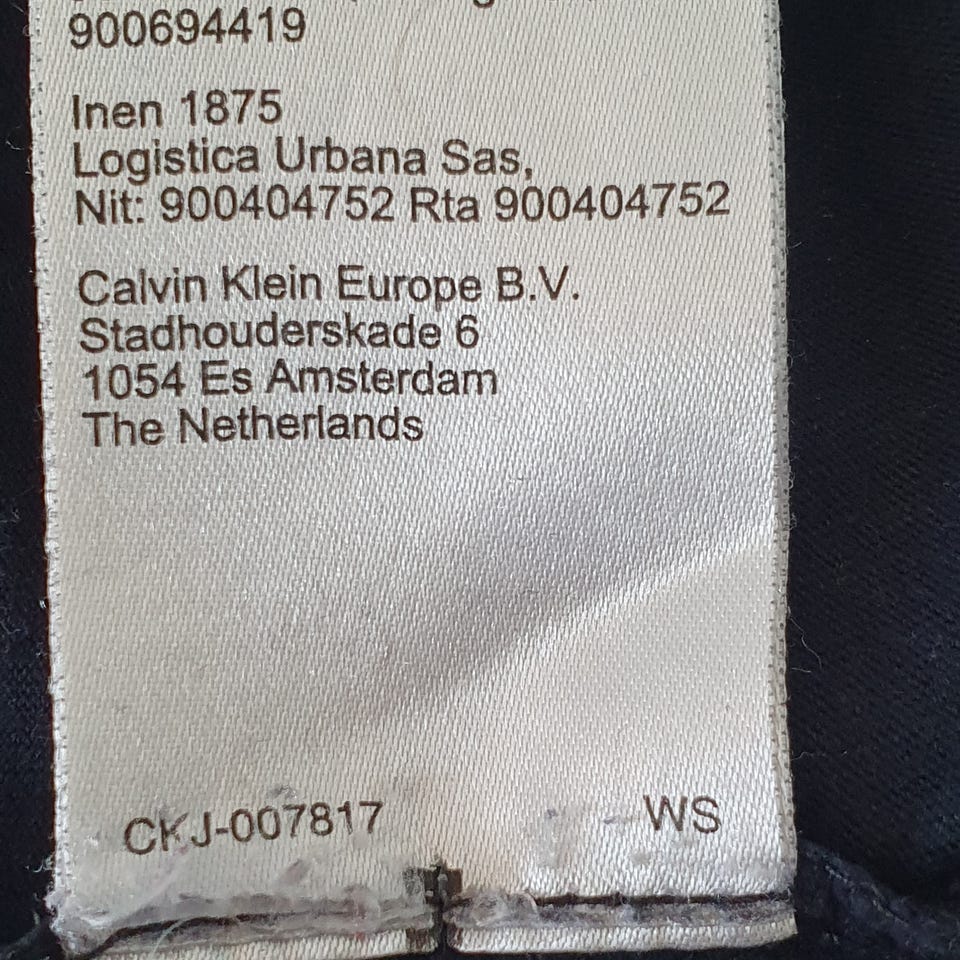 900694419
Inen 1875
Logistica Urbana Sas,
Nit: 900404752 Rta 900404752
Calvin Klein Europe B.V.
Stadhouderskade 6
1054 Es Amsterdam
The Netherlands
CKJ-007817 WS